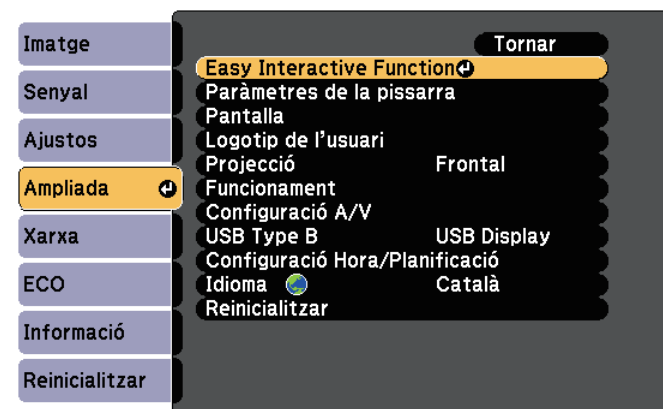 Imatge
Senyal
Ajustos
Ampliada
Xarxa
ECO
Informació
Reinicialitzar
Tornar
Easy Interactive Function
Paràmetres de la pissarra
Pantalla
Logotip de l'usuari
Projecció Frontal
Funcionament
Configuració A/V
USB Type B USB Display
Configuració Hora/Planificació
Idioma Català
Reinicialitzar